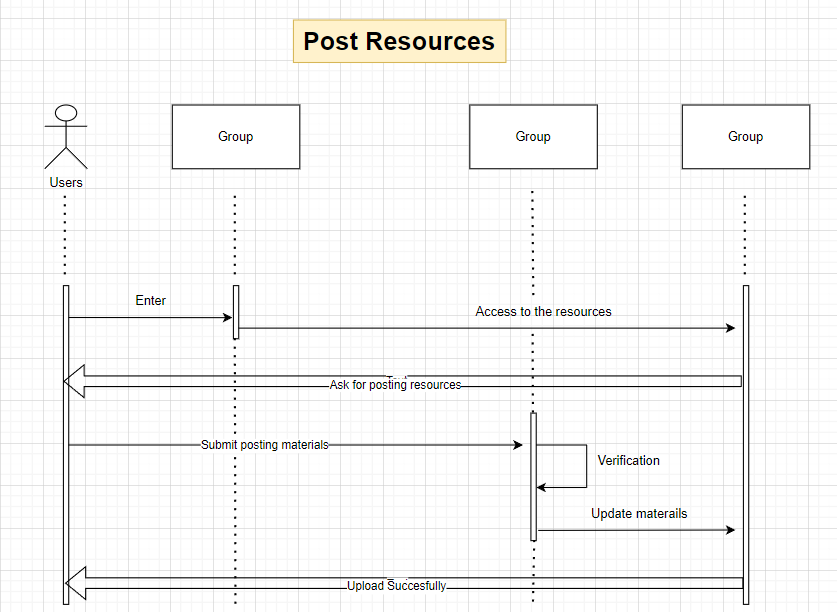 Post Resources
Group
Group
Group
Users
Enter
Access to the resources
Ask for posting resources
Submit posting materials
Verification
Update materails
Upload Succesfully